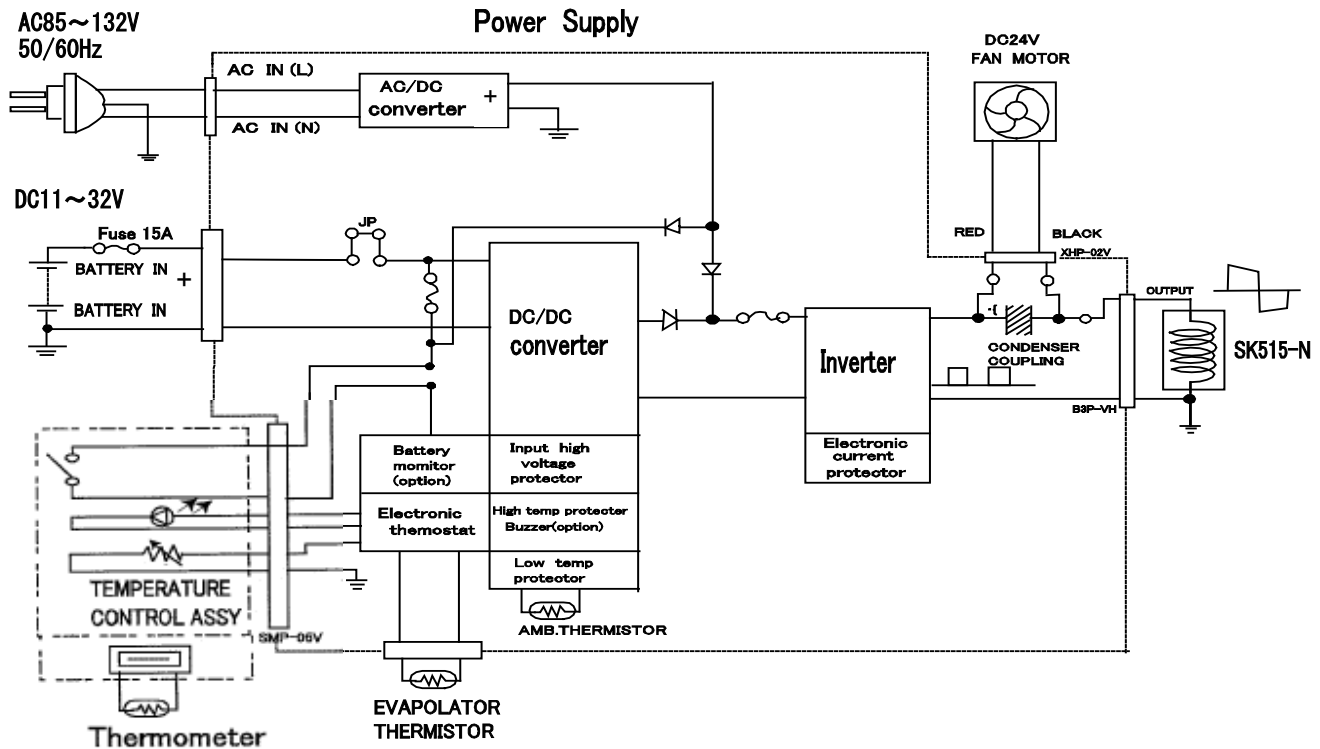 AC85～132V
50/60Hz
Power Supply
DC24V
FAN MOTOR
AC IN (L)
AC/DC
converter
+
AC IN (N)
DC11～32V
Fuse 15A
BATTERY IN
+
BATTERY IN
JP
RED
BLACK
XHP-02V
OUTPUT
DC/DC
converter
Inverter
CONDENSER
COUPLING
SK515-N
B3P-VH
Electronic
current
protector
Battery
momitor
(option)
Input high
voltage
protector
Electronic
themostat
High temp protecter
Buzzer(option)
Low temp
protector
TEMPERATURE
CONTROL ASSY
SMP-06V
AMB.THERMISTOR
EVAPOLATOR
THERMISTOR
Thermometer